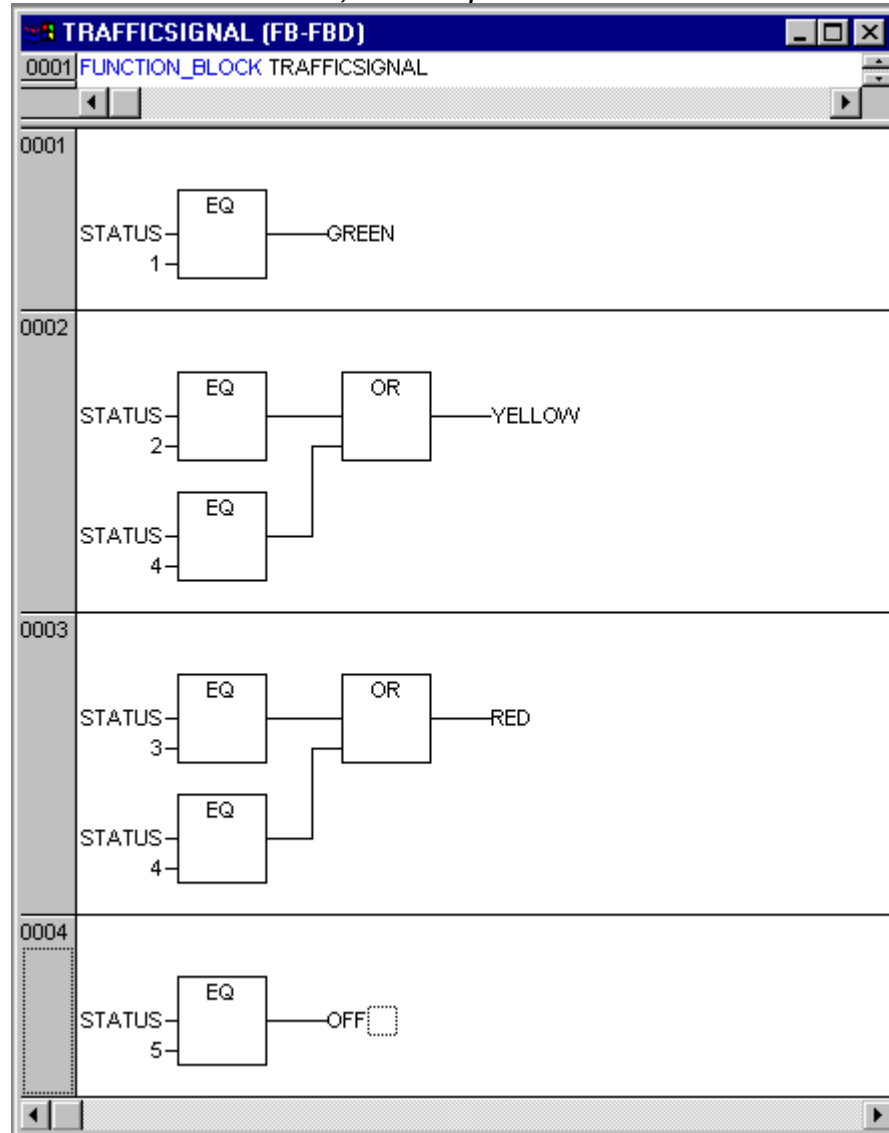 TRAFFICSIGNAL (FB-FBD)
0001 FUNCTION_BLOCK TRAFFICSIGNAL
0001
EQ
STATUS GREEN
1
0002
EQ OR
STATUS YELLOW
2
EQ
STATUS
4
0003
EQ OR
STATUS RED
3
EQ
STATUS
4
0004
EQ
STATUS OFF
5